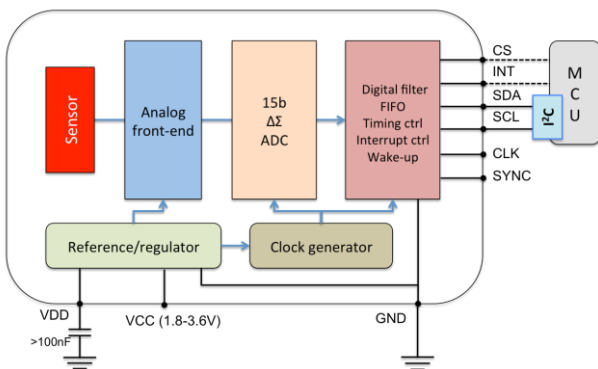 Sensor
Analog
front-end
15b
ΔΣ
ADC
Digital filter
FIFO
Timing ctrl
Interrupt ctrl
Wake-up
CS
INT
SDA
SCL
CLK
SYNC
I²C
M
C
U
Reference/regulator
Clock generator
VDD
>100nF
VCC (1.8-3.6V)
GND